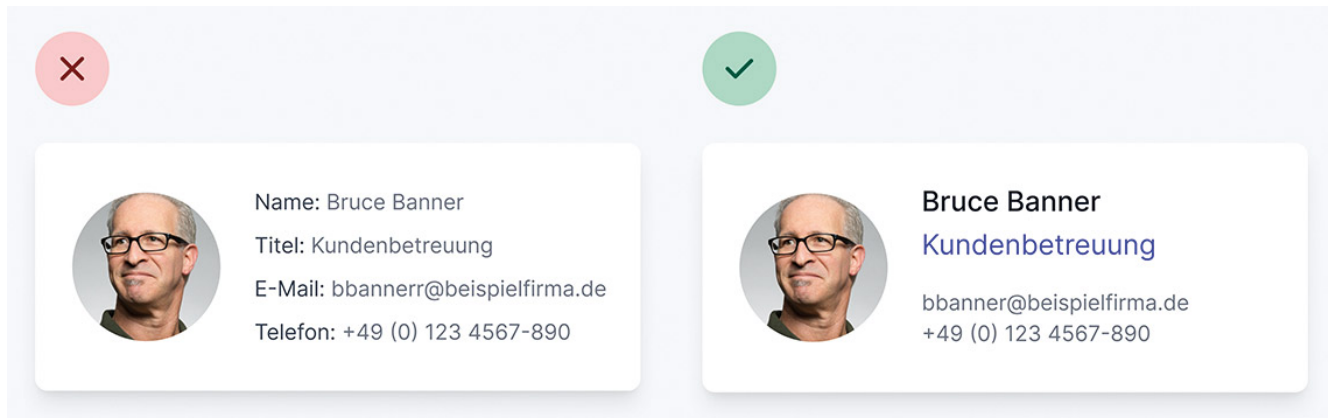 Name: Bruce Banner
Titel: Kundenbetreuung
E-Mail: bbannerr@beispielfirma.de
Telefon: +49 (0) 123 4567-890
Bruce Banner
Kundenbetreuung
bbanner@beispielfirma.de
+49 (0) 123 4567-890